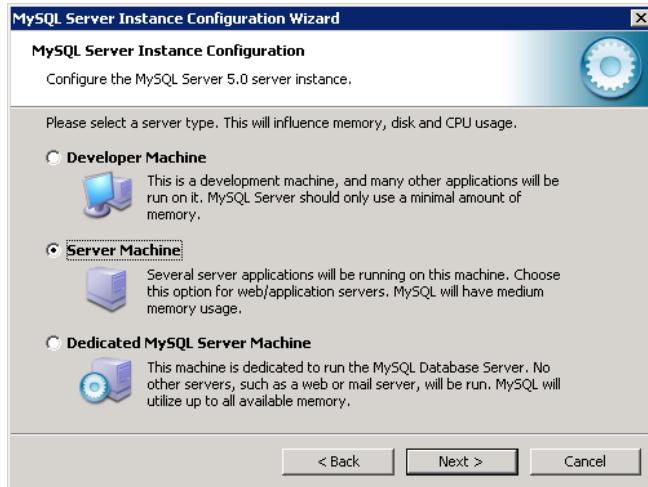 MySQL Server Instance Configuration Wizard
MySQL Server Instance Configuration
Configure the MySQL Server 5.0 server instance.
Please select a server type. This will influence memory, disk and CPU usage.
Developer Machine
This is a development machine, and many other applications will be
run on it. MySQL Server should only use a minimal amount of
memory.
Server Machine
Several server applications will be running on this machine. Choose
this option for web/application servers. MySQL will have medium
memory usage.
Dedicated MySQL Server Machine
This machine is dedicated to run the MySQL Database Server. No
other servers, such as a web or mail server, will be run. MySQL will
utilize up to all available memory.
< Back Next > Cancel